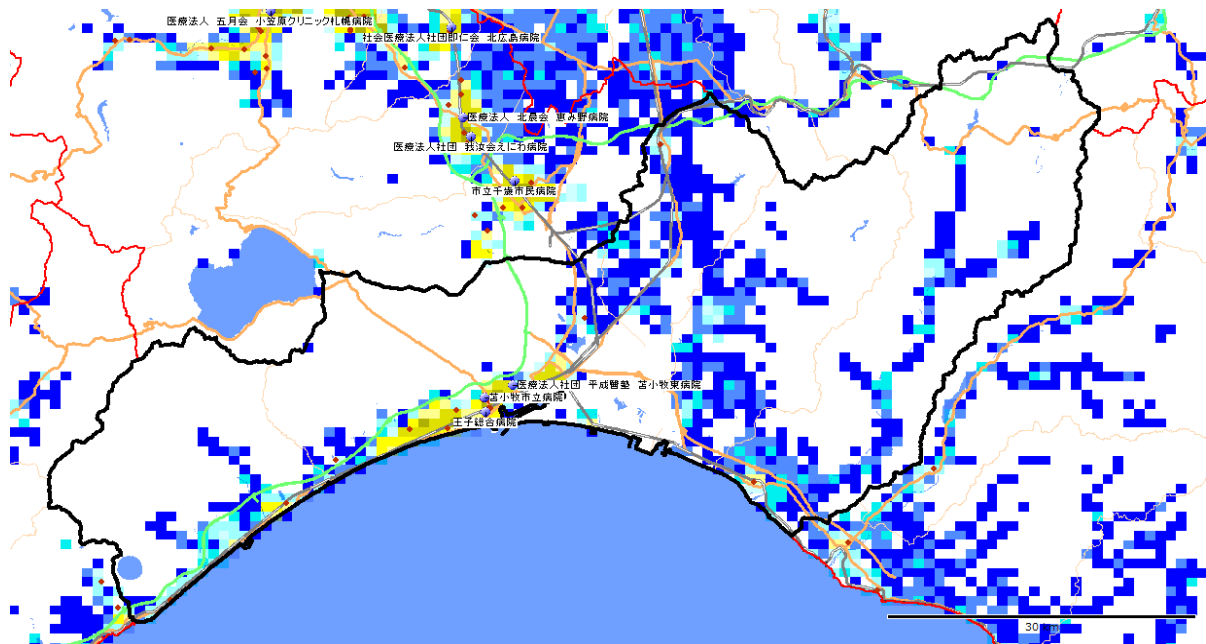 医療法人 五月会 小笠原クリニック札幌病院
社会医療法人社団即仁会 北広島病院
医療法人 北晨会 恵み野病院
医療法人社団 我汝会えにわ病院
市立千歳市民病院
医療法人社団 平成醫塾 苫小牧東病院
苫小牧市立病院
王子総合病院